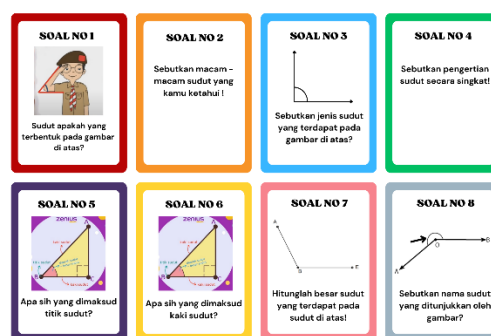 SOAL NO 1
Sudut apakah yang
terbentuk pada gambar
di atas?
SOAL NO 2
Sebutkan macam -
macam sudut yang
kamu ketahui !
SOAL NO 3
Sebutkan jenis sudut
yang terdapat pada
gambar di atas?
SOAL NO 4
Sebutkan pengertian
sudut secara singkat!
SOAL NO 5
zenius
A
kaki sudut
B
C
Apa sih yang dimaksud
titik sudut?
SOAL NO 6
zenius
A
kaki sudut
B
C
Apa sih yang dimaksud
kaki sudut?
SOAL NO 7
A
B
Hitunglah besar sudut
yang terdapat pada
sudut di atas!
SOAL NO 8
O
B
A
Sebutkan nama sudut
yang ditunjukkan oleh
gambar?